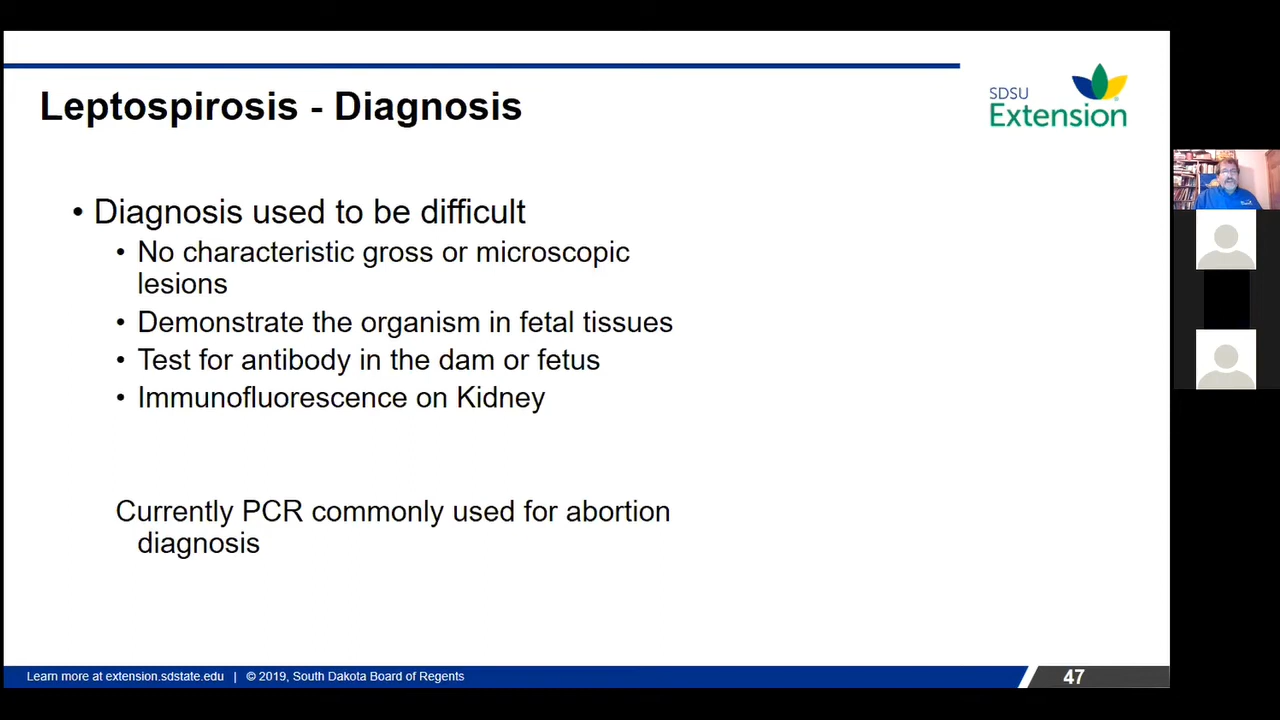 SDSU
Extension
Leptospirosis - Diagnosis
• Diagnosis used to be difficult
• No characteristic gross or microscopic
lesions
• Demonstrate the organism in fetal tissues
• Test for antibody in the dam or fetus
• Immunofluorescence on Kidney
Currently PCR commonly used for abortion
diagnosis
Learn more at extension.sdstate.edu | © 2019, South Dakota Board of Regents
47